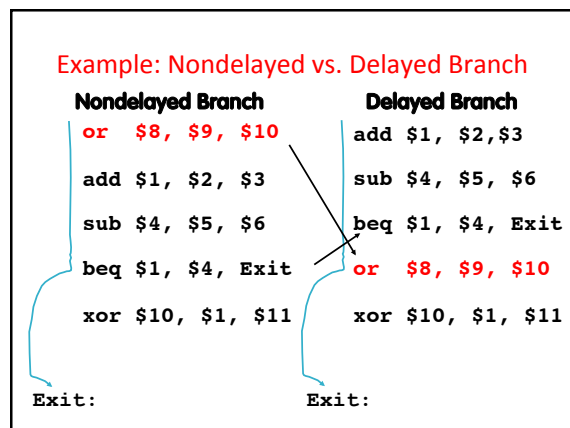 Example: Nondelayed vs. Delayed Branch
Nondelayed Branch
or $8, $9, $10
add $1, $2, $3
sub $4, $5, $6
beq $1, $4, Exit
xor $10, $1, $11
Exit:
Delayed Branch
add $1, $2,$3
sub $4, $5, $6
beq $1, $4, Exit
or $8, $9, $10
xor $10, $1, $11
Exit: